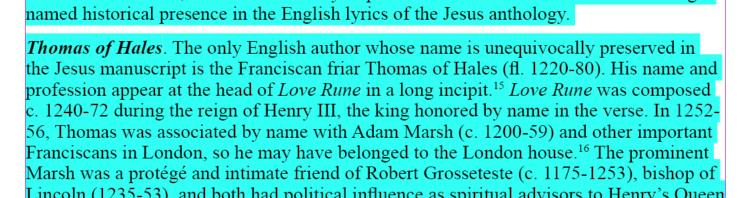 named historical presence in the English lyrics of the Jesus anthology.
Thomas of Hales. The only English author whose name is unequivocally preserved in
the Jesus manuscript is the Franciscan friar Thomas of Hales (fl. 1220-80). His name and
profession appear at the head of Love Rune in a long incipit.15 Love Rune was composed
c. 1240-72 during the reign of Henry III, the king honored by name in the verse. In 1252-
56, Thomas was associated by name with Adam Marsh (c. 1200-59) and other important
Franciscans in London, so he may have belonged to the London house.16 The prominent
Marsh was a protégé and intimate friend of Robert Grosseteste (c. 1175-1253), bishop of
Lincoln (1235-53), and both had political influence as spiritual advisors to Henry’s Queen